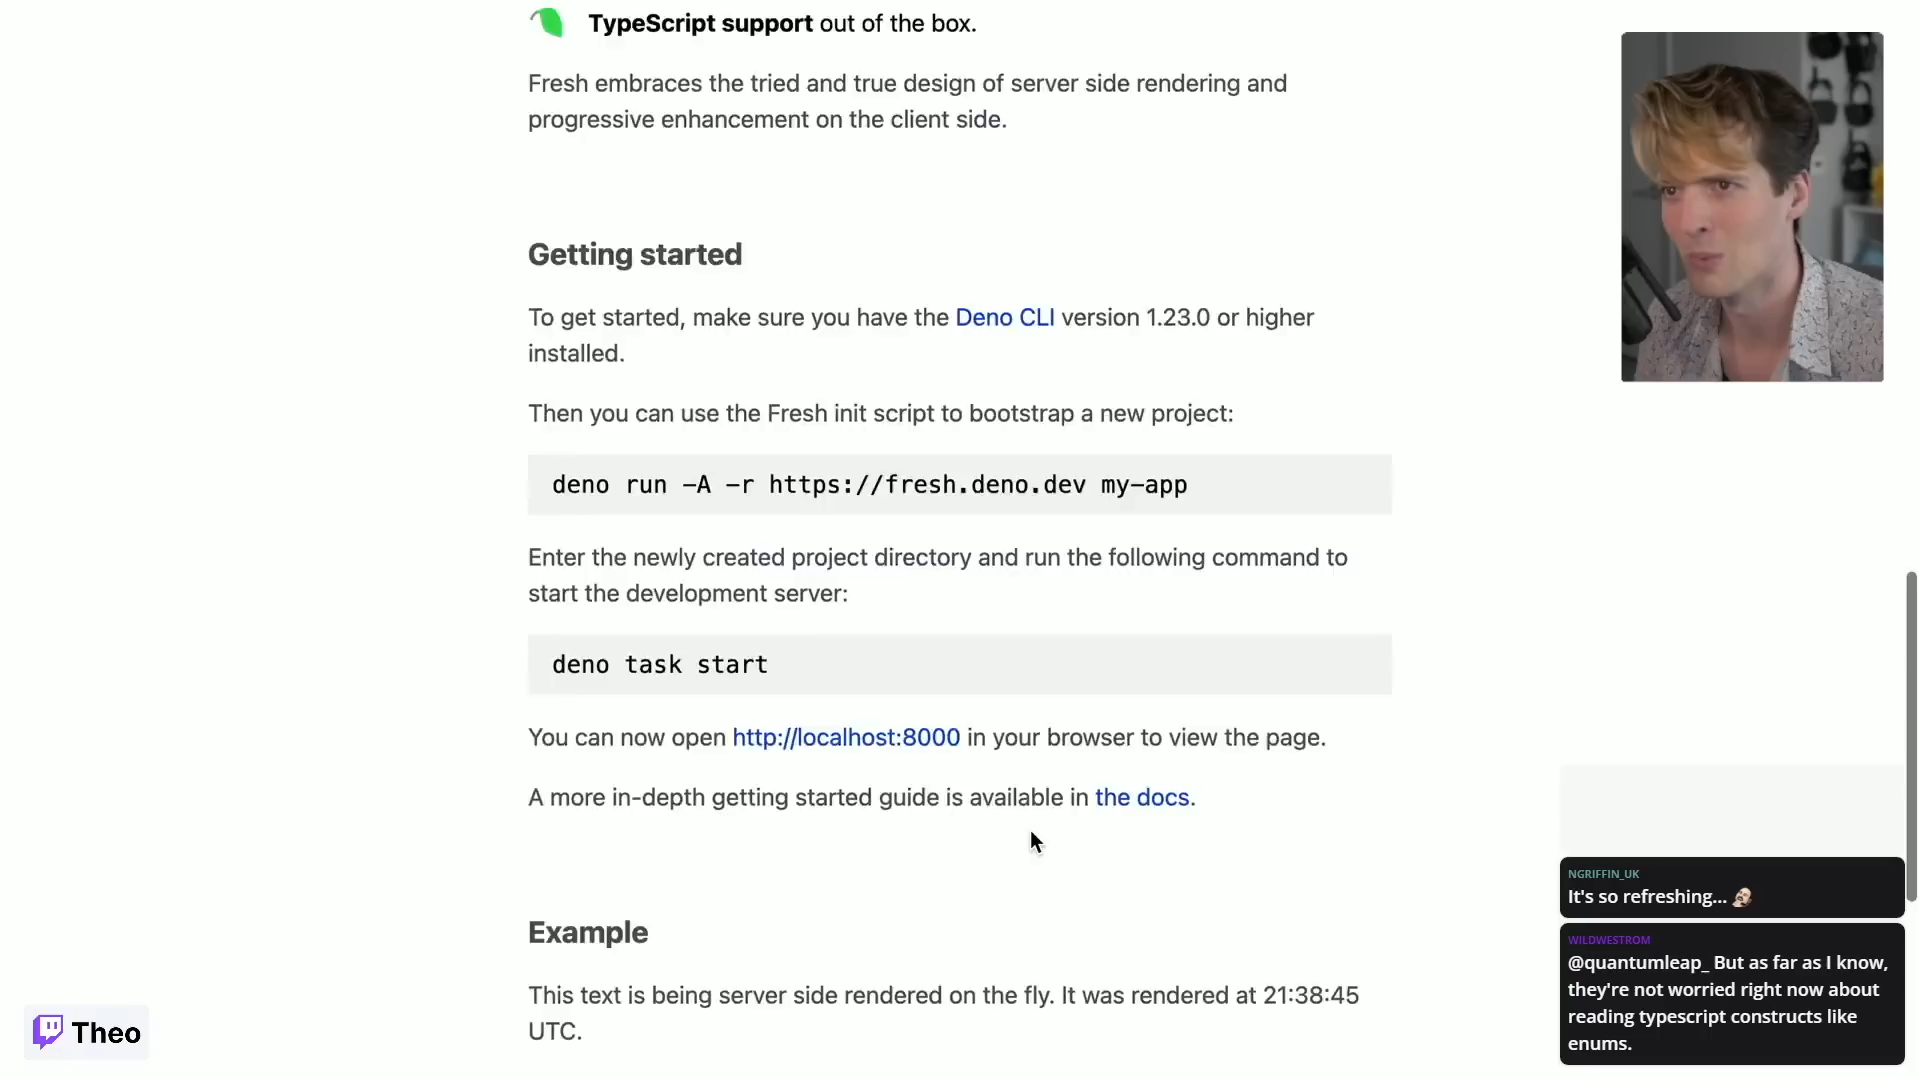 TypeScript support out of the box.
Fresh embraces the tried and true design of server side rendering and
progressive enhancement on the client side.
Getting started
To get started, make sure you have the Deno CLI version 1.23.0 or higher
installed.
Then you can use the Fresh init script to bootstrap a new project:
deno run -A -r https://fresh.deno.dev my-app
Enter the newly created project directory and run the following command to
start the development server:
deno task start
You can now open http://localhost:8000 in your browser to view the page.
A more in-depth getting started guide is available in the docs.
Example
This text is being server side rendered on the fly. It was rendered at 21:38:45
UTC.
NGRIFFIN_UK
It's so refreshing...
WILDWESTROM
@quantumleap_ But as far as I know,
they're not worried right now about
reading typescript constructs like
enums.
Theo